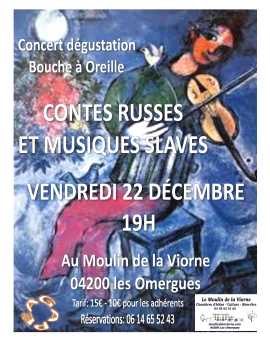 Concert dégustation
Bouche à Oreille
CONTES RUSSES
ET MUSIQUES SLAVES
VENDREDI 22 DÉCEMBRE
19H
Au Moulin de la Viorne
04200 les Omergues
Tarif: 15€ - 10€ pour les adhérents
Réservations: 06 14 65 52 43
Le Moulin de la Viorne